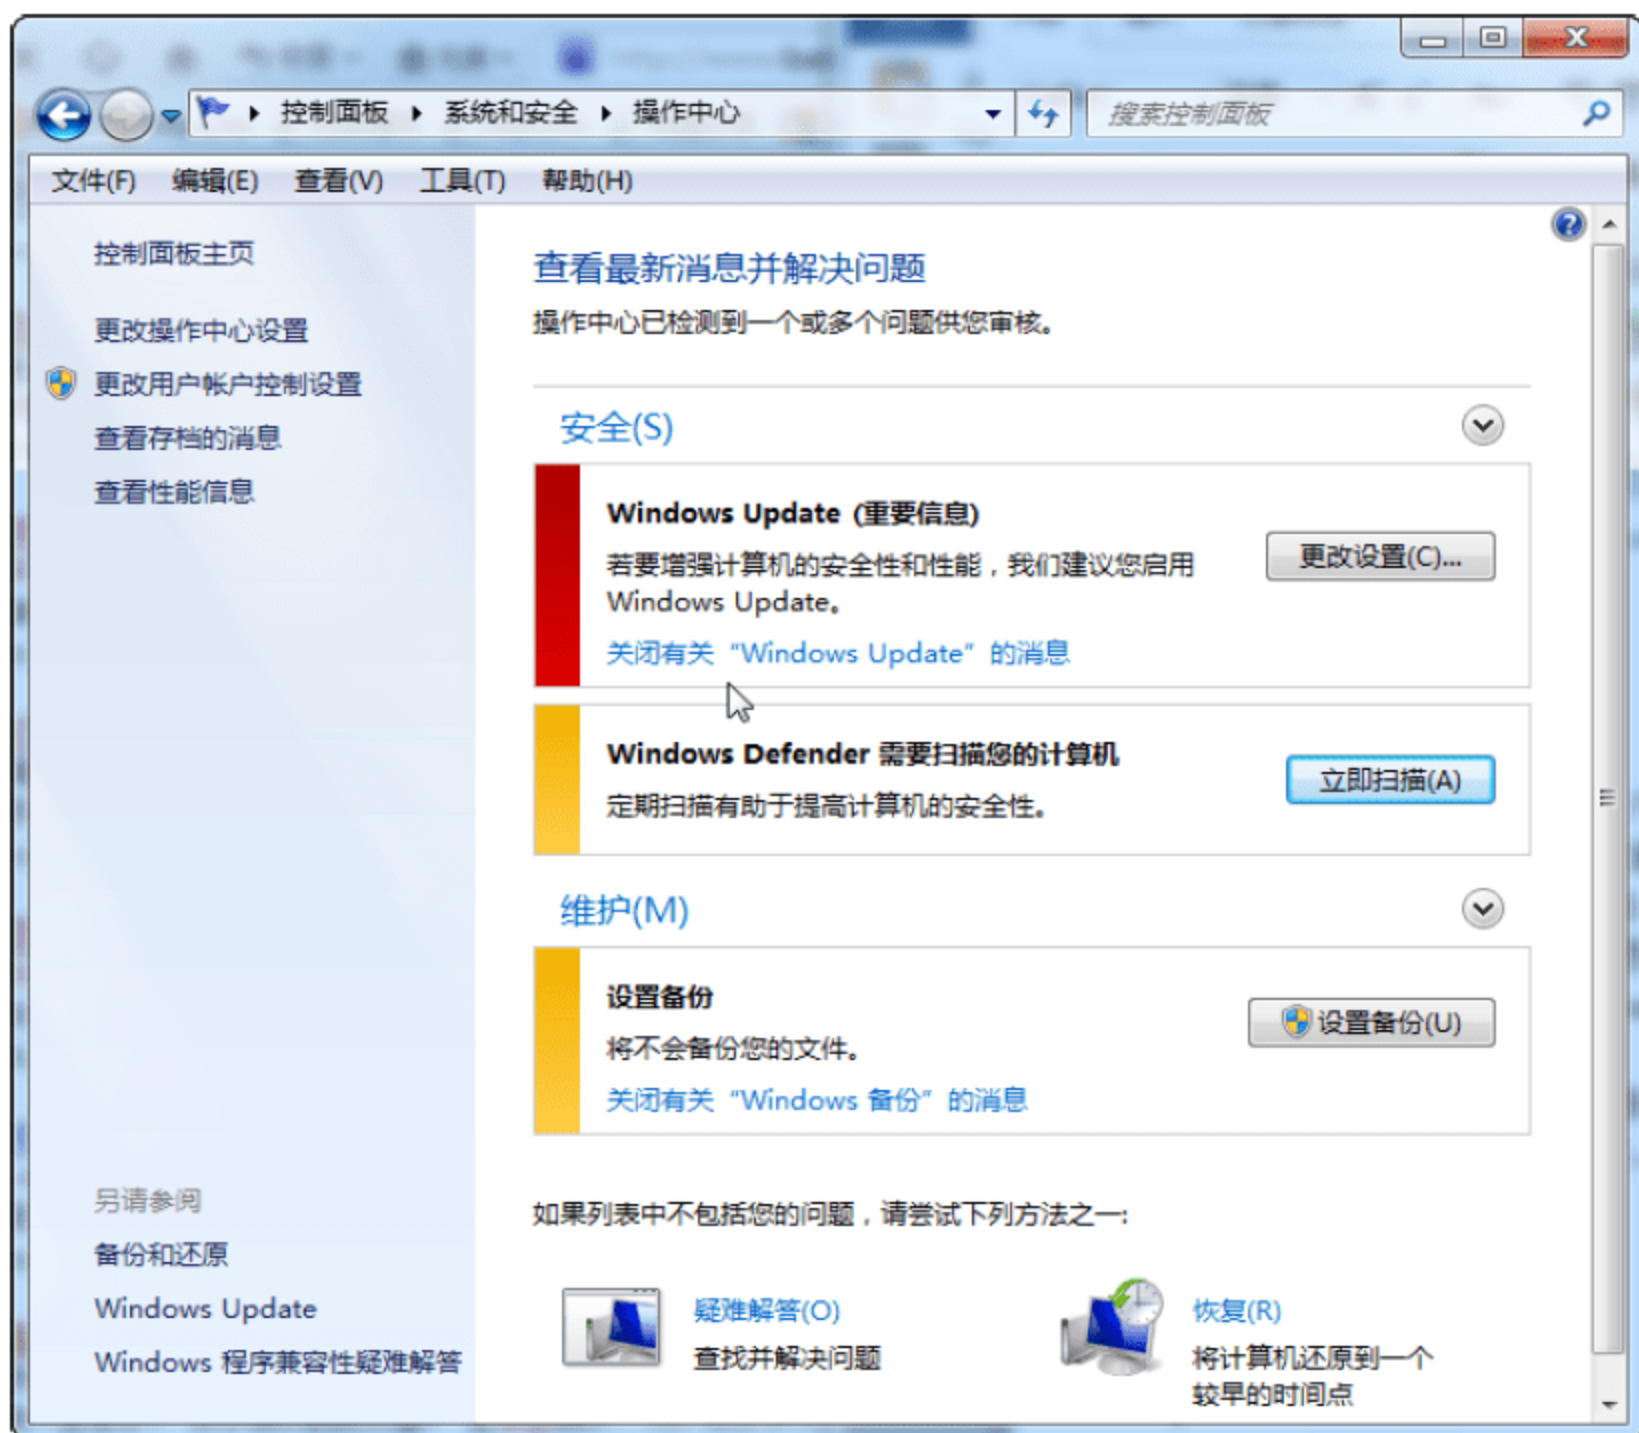 控制面板 系统和安全 操作中心
搜索控制面板
文件(F) 编辑(E) 查看(V) 工具(T) 帮助(H)
控制面板主页
更改操作中心设置
更改用户帐户控制设置
查看存档的消息
查看性能信息
另请参阅
备份和还原
Windows Update
Windows 程序兼容性疑难解答
查看最新消息并解决问题
操作中心已检测到一个或多个问题供您审核。
安全(S)
Windows Update (重要信息)
若要增强计算机的安全性和性能，我们建议您启用
Windows Update。
关闭有关“Windows Update”的消息
更改设置(C)...
Windows Defender 需要扫描您的计算机
定期扫描有助于提高计算机的安全性。
立即扫描(A)
维护(M)
设置备份
将不会备份您的文件。
关闭有关“Windows 备份”的消息
设置备份(U)
如果列表中不包括您的问题，请尝试下列方法之一:
疑难解答(O)
查找并解决问题
恢复(R)
将计算机还原到一个
较早的时间点